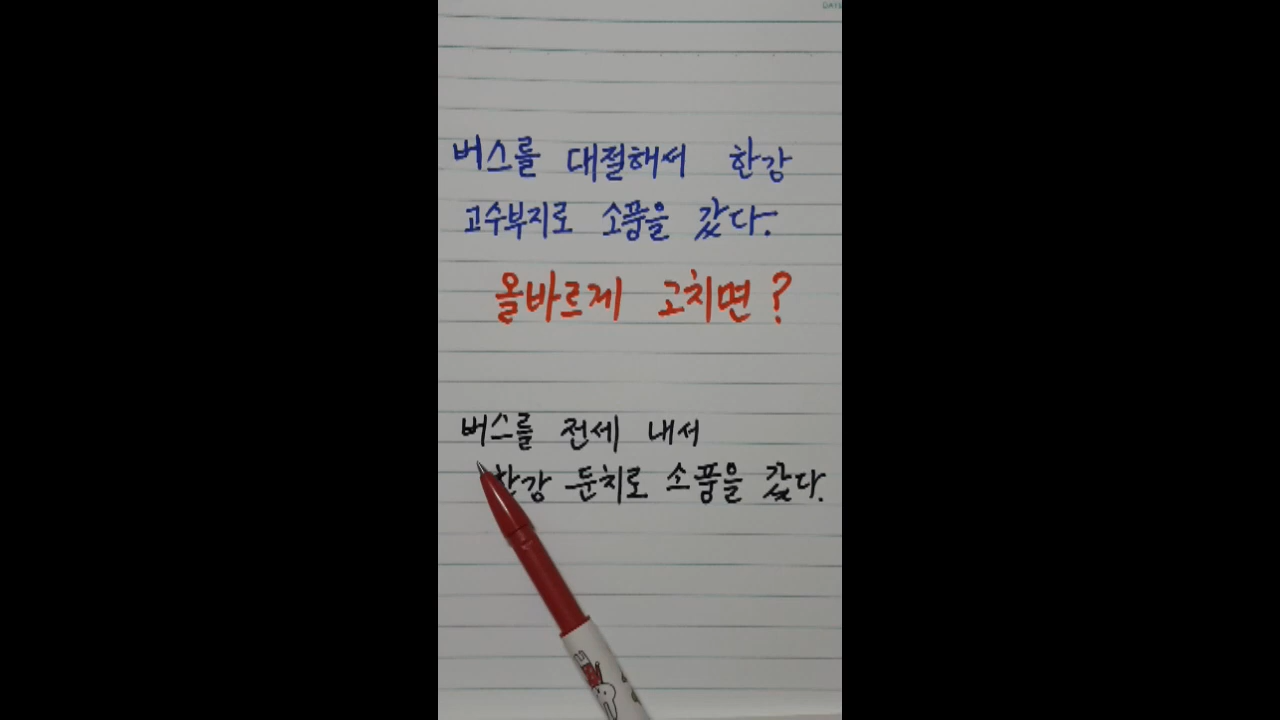 버스를 대절해서 한강
고수부지로 소풍을 갔다.
올바르게 고치면?
버스를 전세 내서
한강 둔치로 소풍을 갔다.